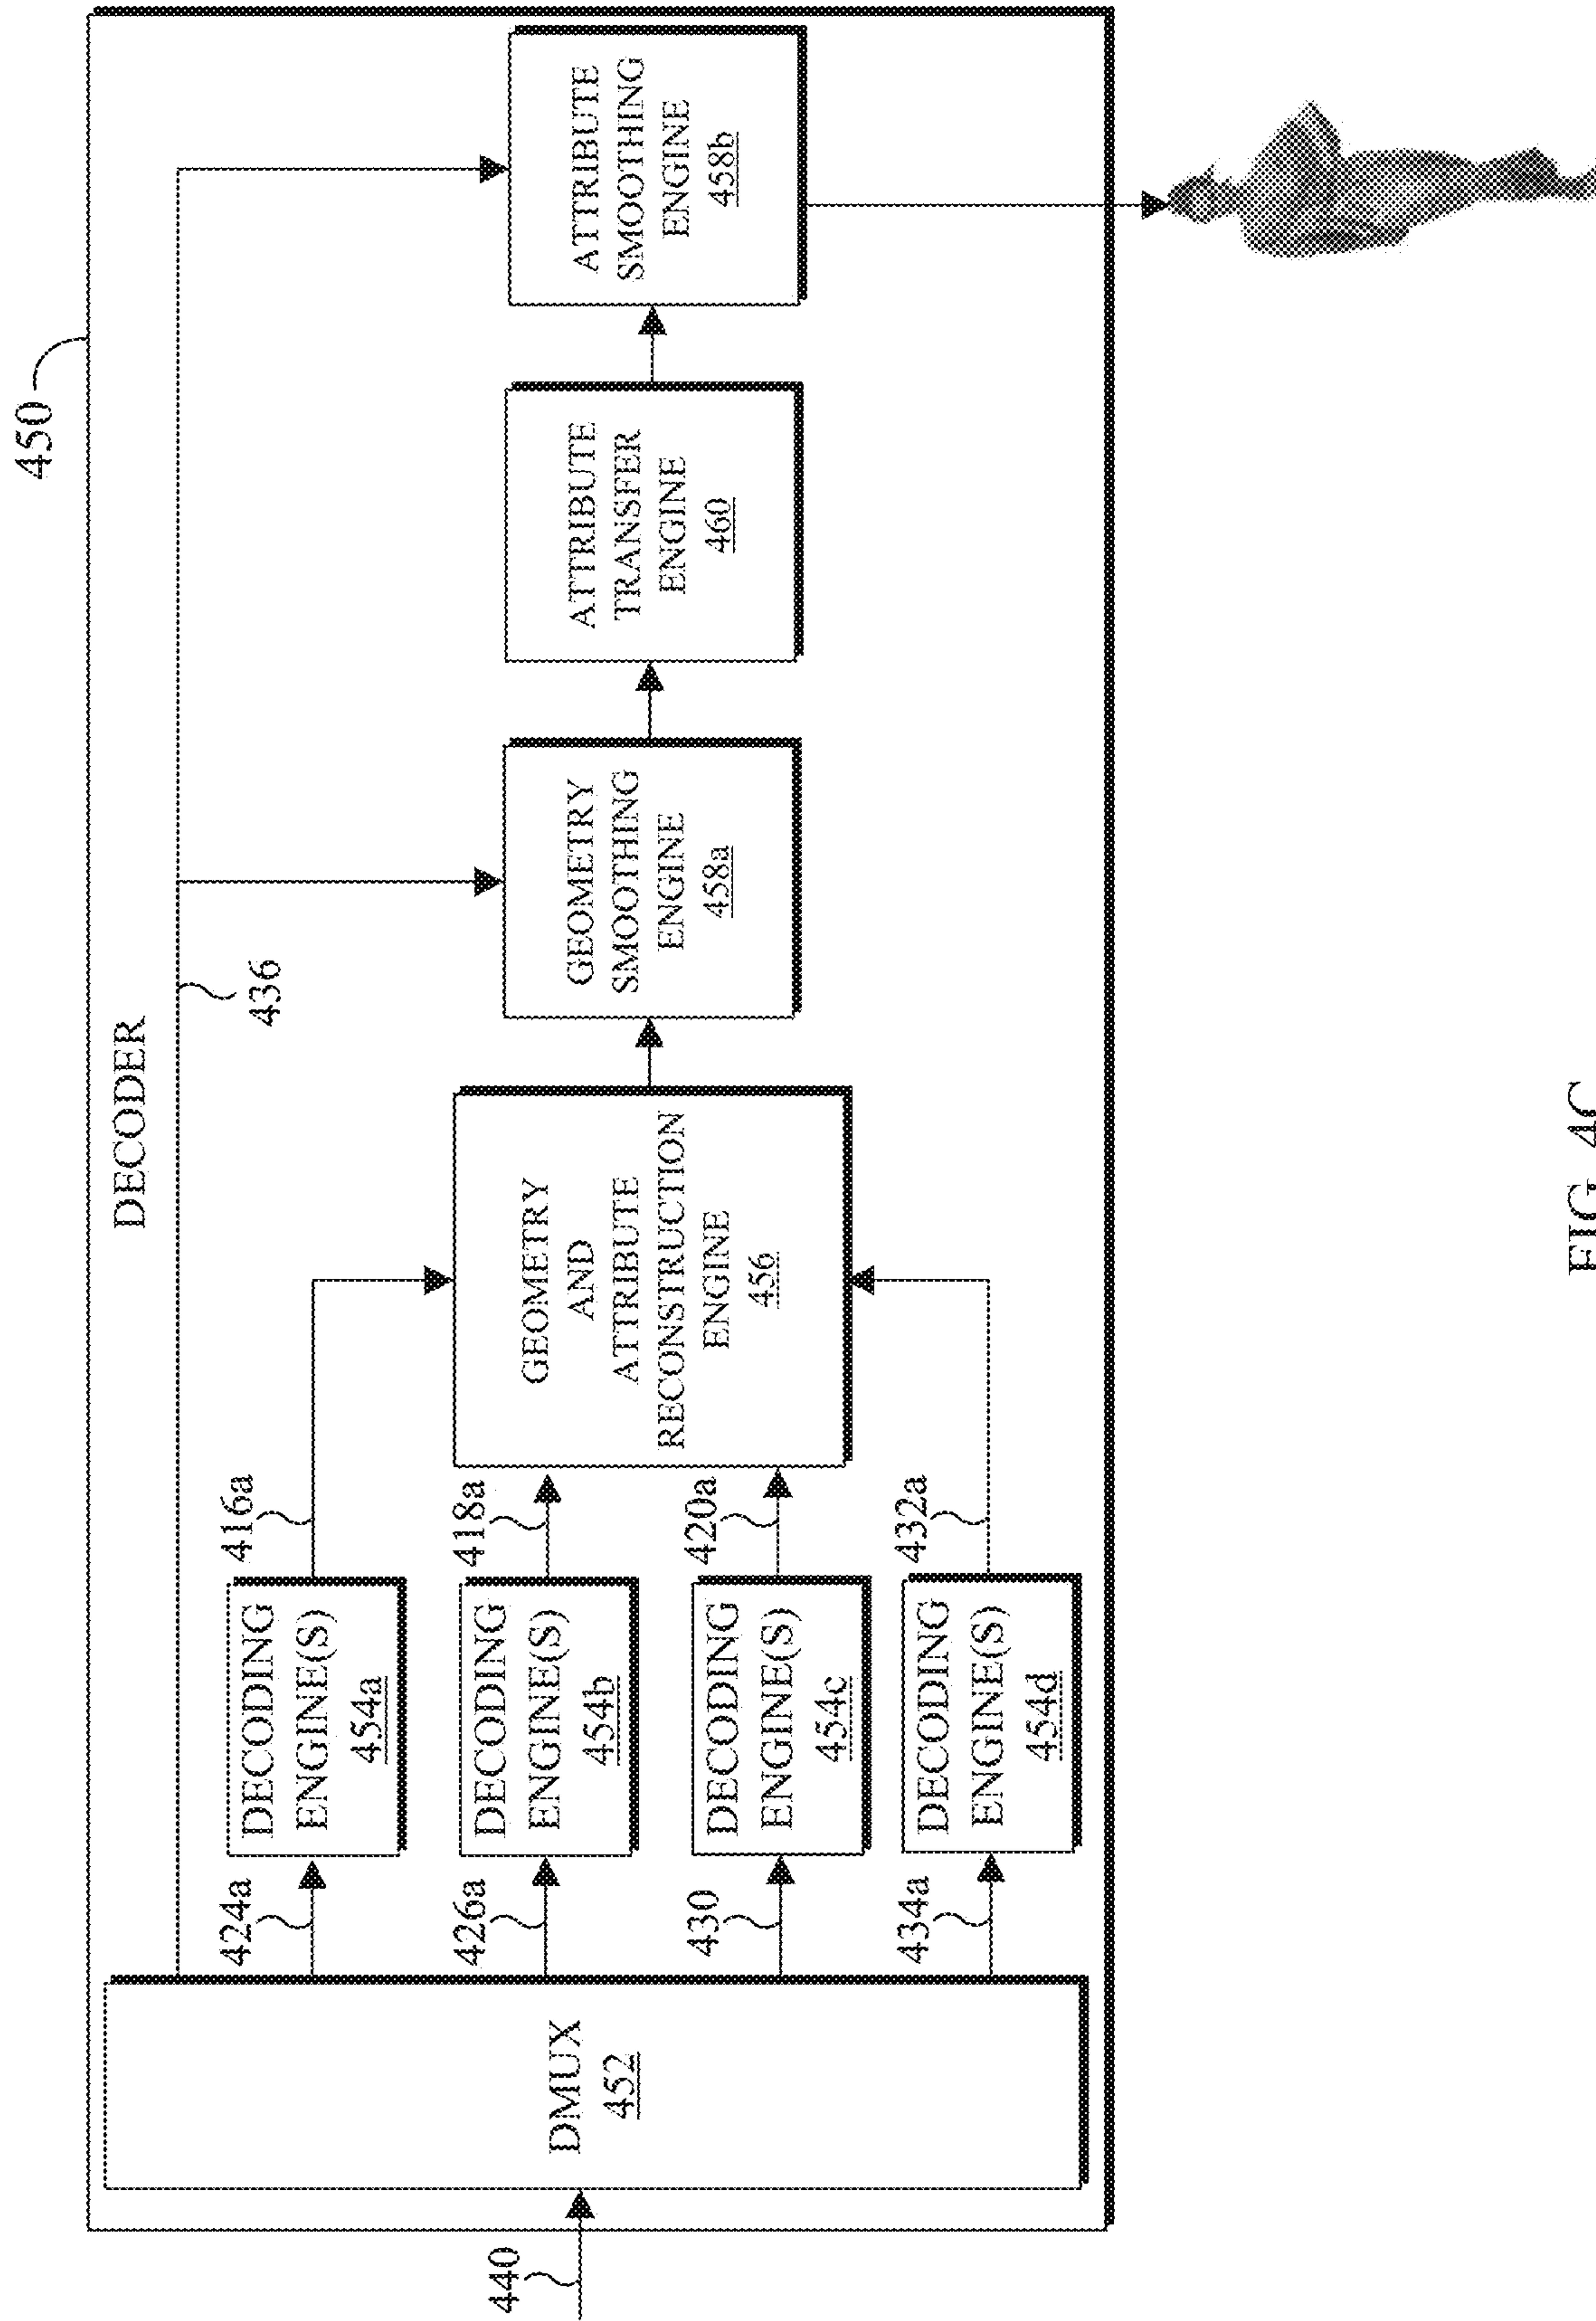 450
DECODER
436
440
DMUX
452
424a
426a
430
434a
DECODING
ENGINE(S)
454a
DECODING
ENGINE(S)
454b
DECODING
ENGINE(S)
454c
DECODING
ENGINE(S)
454d
416a
418a
420a
432a
GEOMETRY
AND
ATTRIBUTE
RECONSTRUCTION
ENGINE
456
GEOMETRY
SMOOTHING
ENGINE
458a
ATTRIBUTE
TRANSFER
ENGINE
460
ATTRIBUTE
SMOOTHING
ENGINE
458b
FIG. 4C